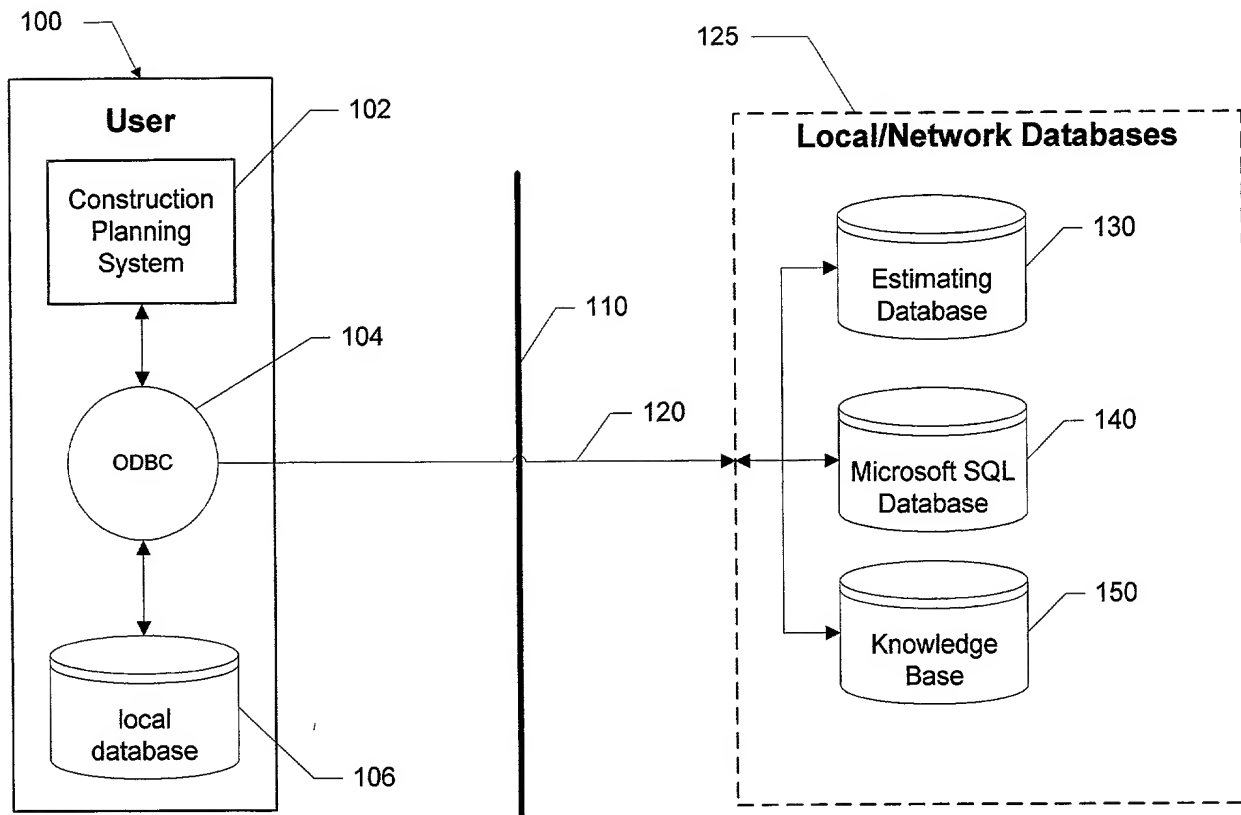 100
User
102
Construction
Planning
System
104
ODBC
local
database
106
110
120
125
Local/Network Databases
130
Estimating
Database
140
Microsoft SQL
Database
150
Knowledge
Base